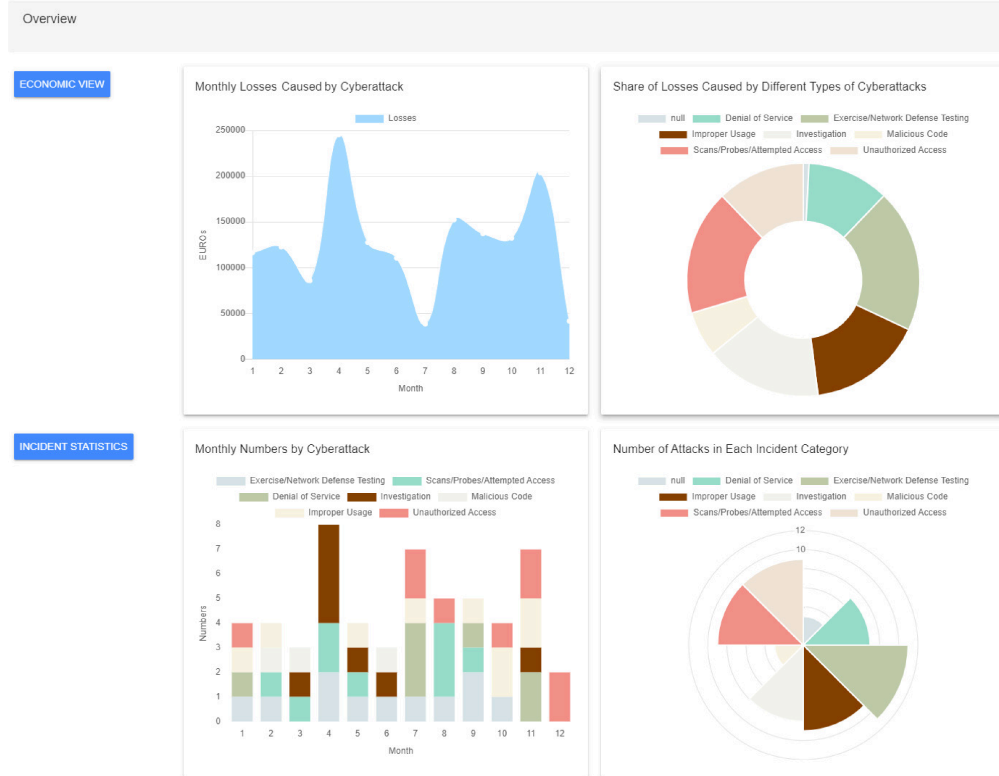 Overview
ECONOMIC VIEW
Monthly Losses Caused by Cyberattack
Losses
250000
200000
150000
100000
50000
0
EUROs
1 2 3 4 5 6 7 8 9 10 11 12
Month
Share of Losses Caused by Different Types of Cyberattacks
null Denial of Service Exercise/Network Defense Testing
Improper Usage Investigation Malicious Code
Scans/Probes/Attempted Access Unauthorized Access
INCIDENT STATISTICS
Monthly Numbers by Cyberattack
Exercise/Network Defense Testing Scans/Probes/Attempted Access
Denial of Service Investigation Malicious Code
Improper Usage Unauthorized Access
8
7
6
5
4
3
2
1
0
Numbers
1 2 3 4 5 6 7 8 9 10 11 12
Month
Number of Attacks in Each Incident Category
null Denial of Service Exercise/Network Defense Testing
Improper Usage Investigation Malicious Code
Scans/Probes/Attempted Access Unauthorized Access
12
10